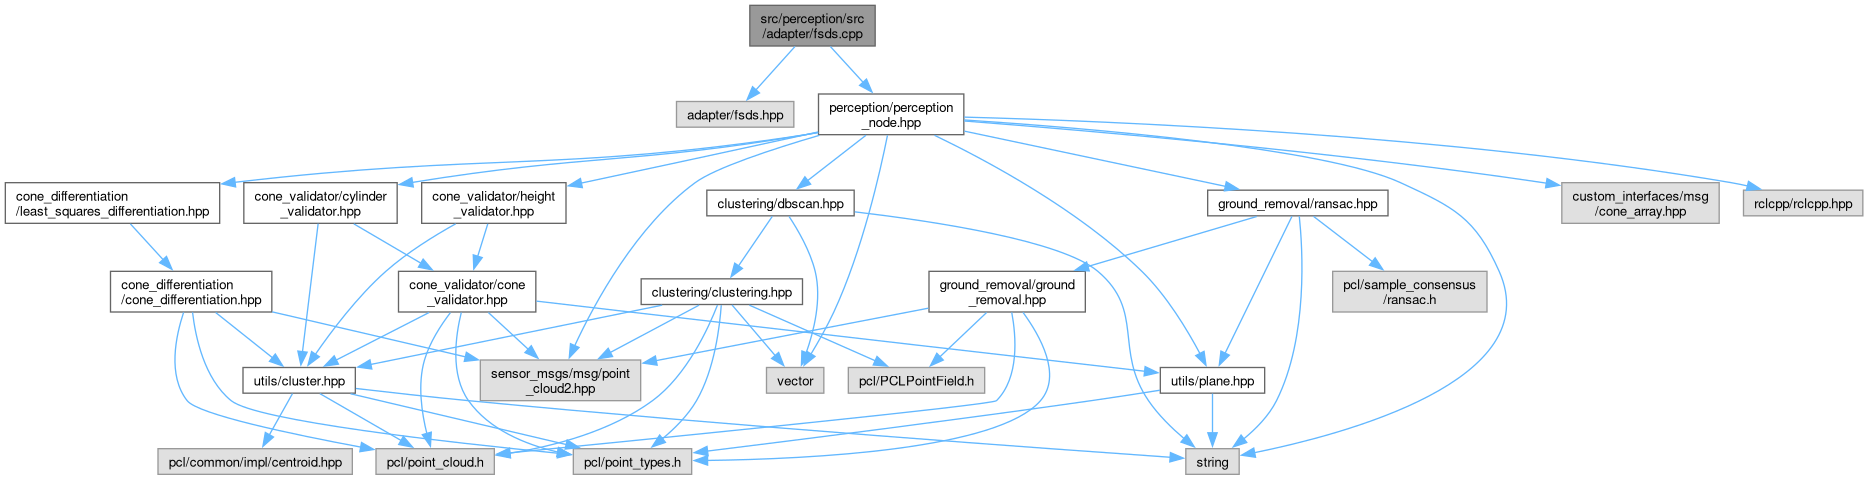 src/perception/src
/adapter/fsds.cpp
adapter/fsds.hpp
perception/perception
_node.hpp
cone_differentiation
/least_squares_differentiation.hpp
cone_validator/cylinder
_validator.hpp
cone_validator/height
_validator.hpp
clustering/dbscan.hpp
ground_removal/ransac.hpp
custom_interfaces/msg
/cone_array.hpp
rclcpp/rclcpp.hpp
cone_differentiation
/cone_differentiation.hpp
cone_validator/cone
_validator.hpp
clustering/clustering.hpp
ground_removal/ground
_removal.hpp
pcl/sample_consensus
/ransac.h
utils/cluster.hpp
sensor_msgs/msg/point
_cloud2.hpp
vector
pcl/PCLPointField.h
utils/plane.hpp
pcl/common/impl/centroid.hpp
pcl/point_cloud.h
pcl/point_types.h
string